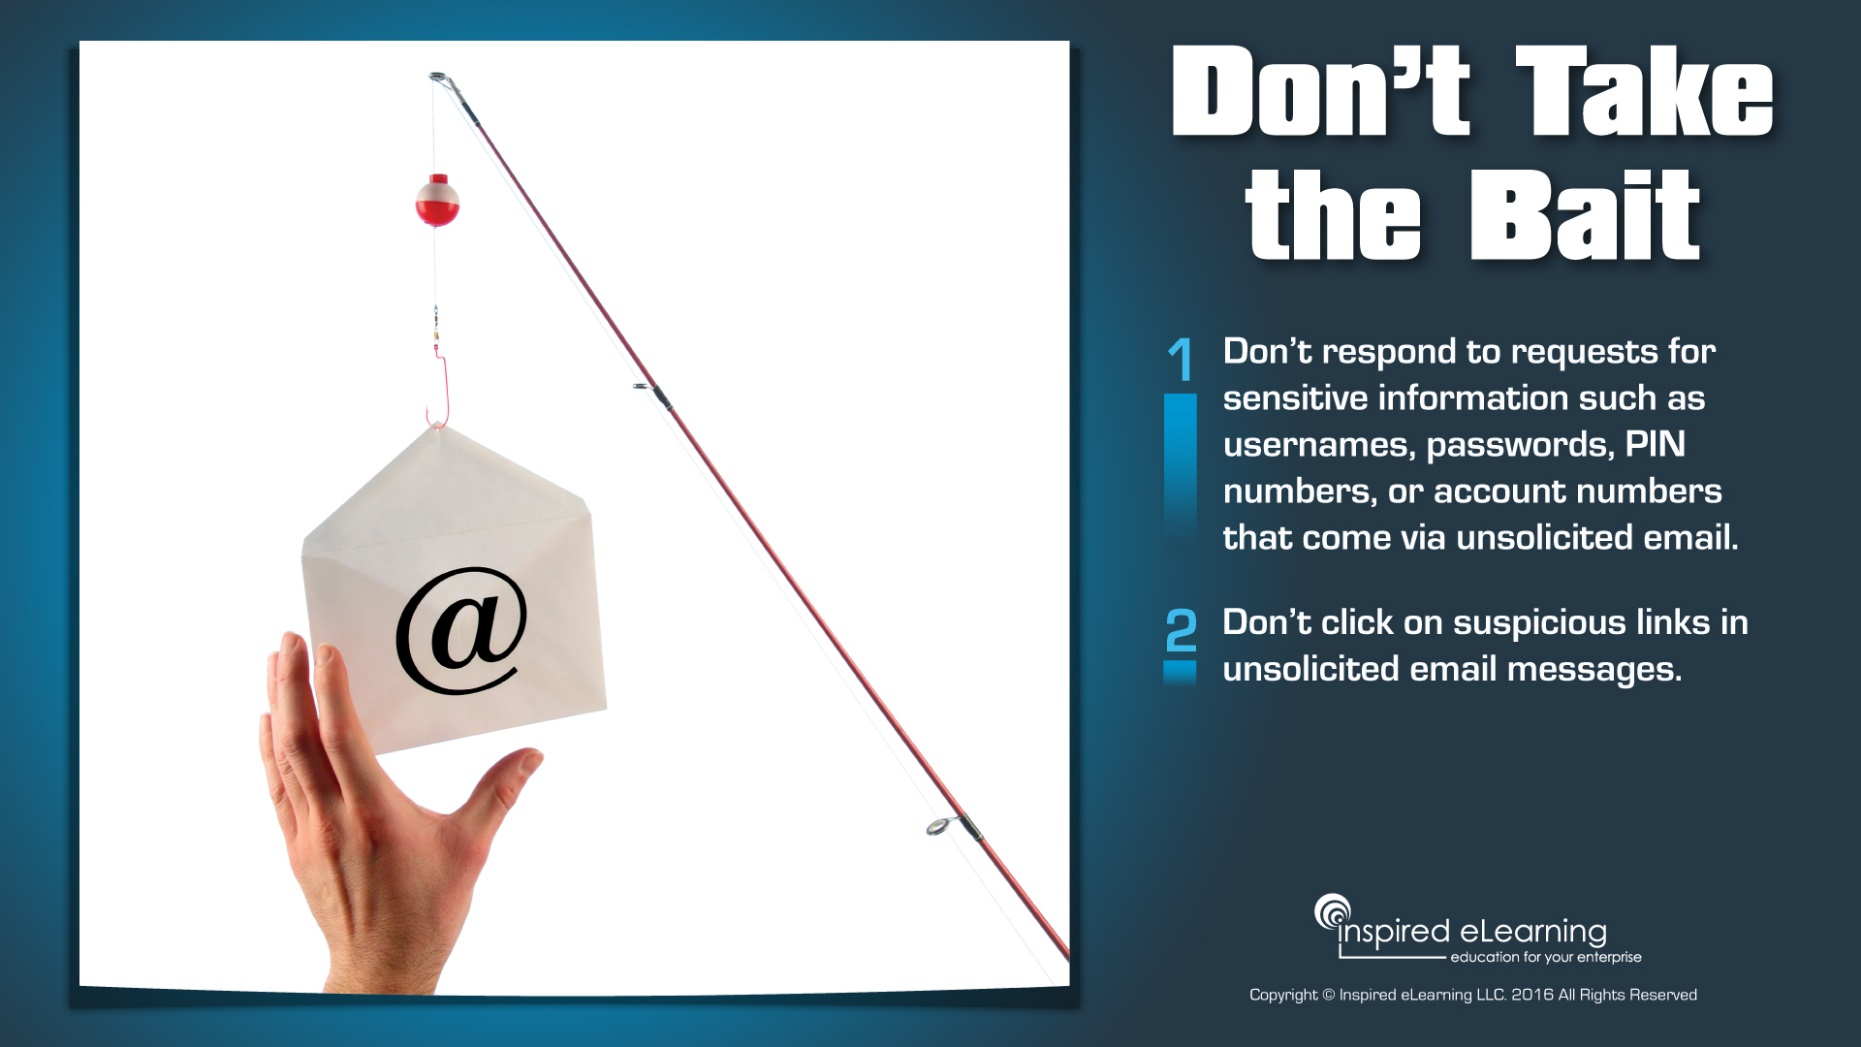 @
Don't Take
the Bait
1 Don't respond to requests for
sensitive information such as
usernames, passwords, PIN
numbers, or account numbers
that come via unsolicited email.
2 Don't click on suspicious links in
unsolicited email messages.
inspired eLearning
education for your enterprise
Copyright © Inspired eLearning LLC. 2016 All Rights Reserved